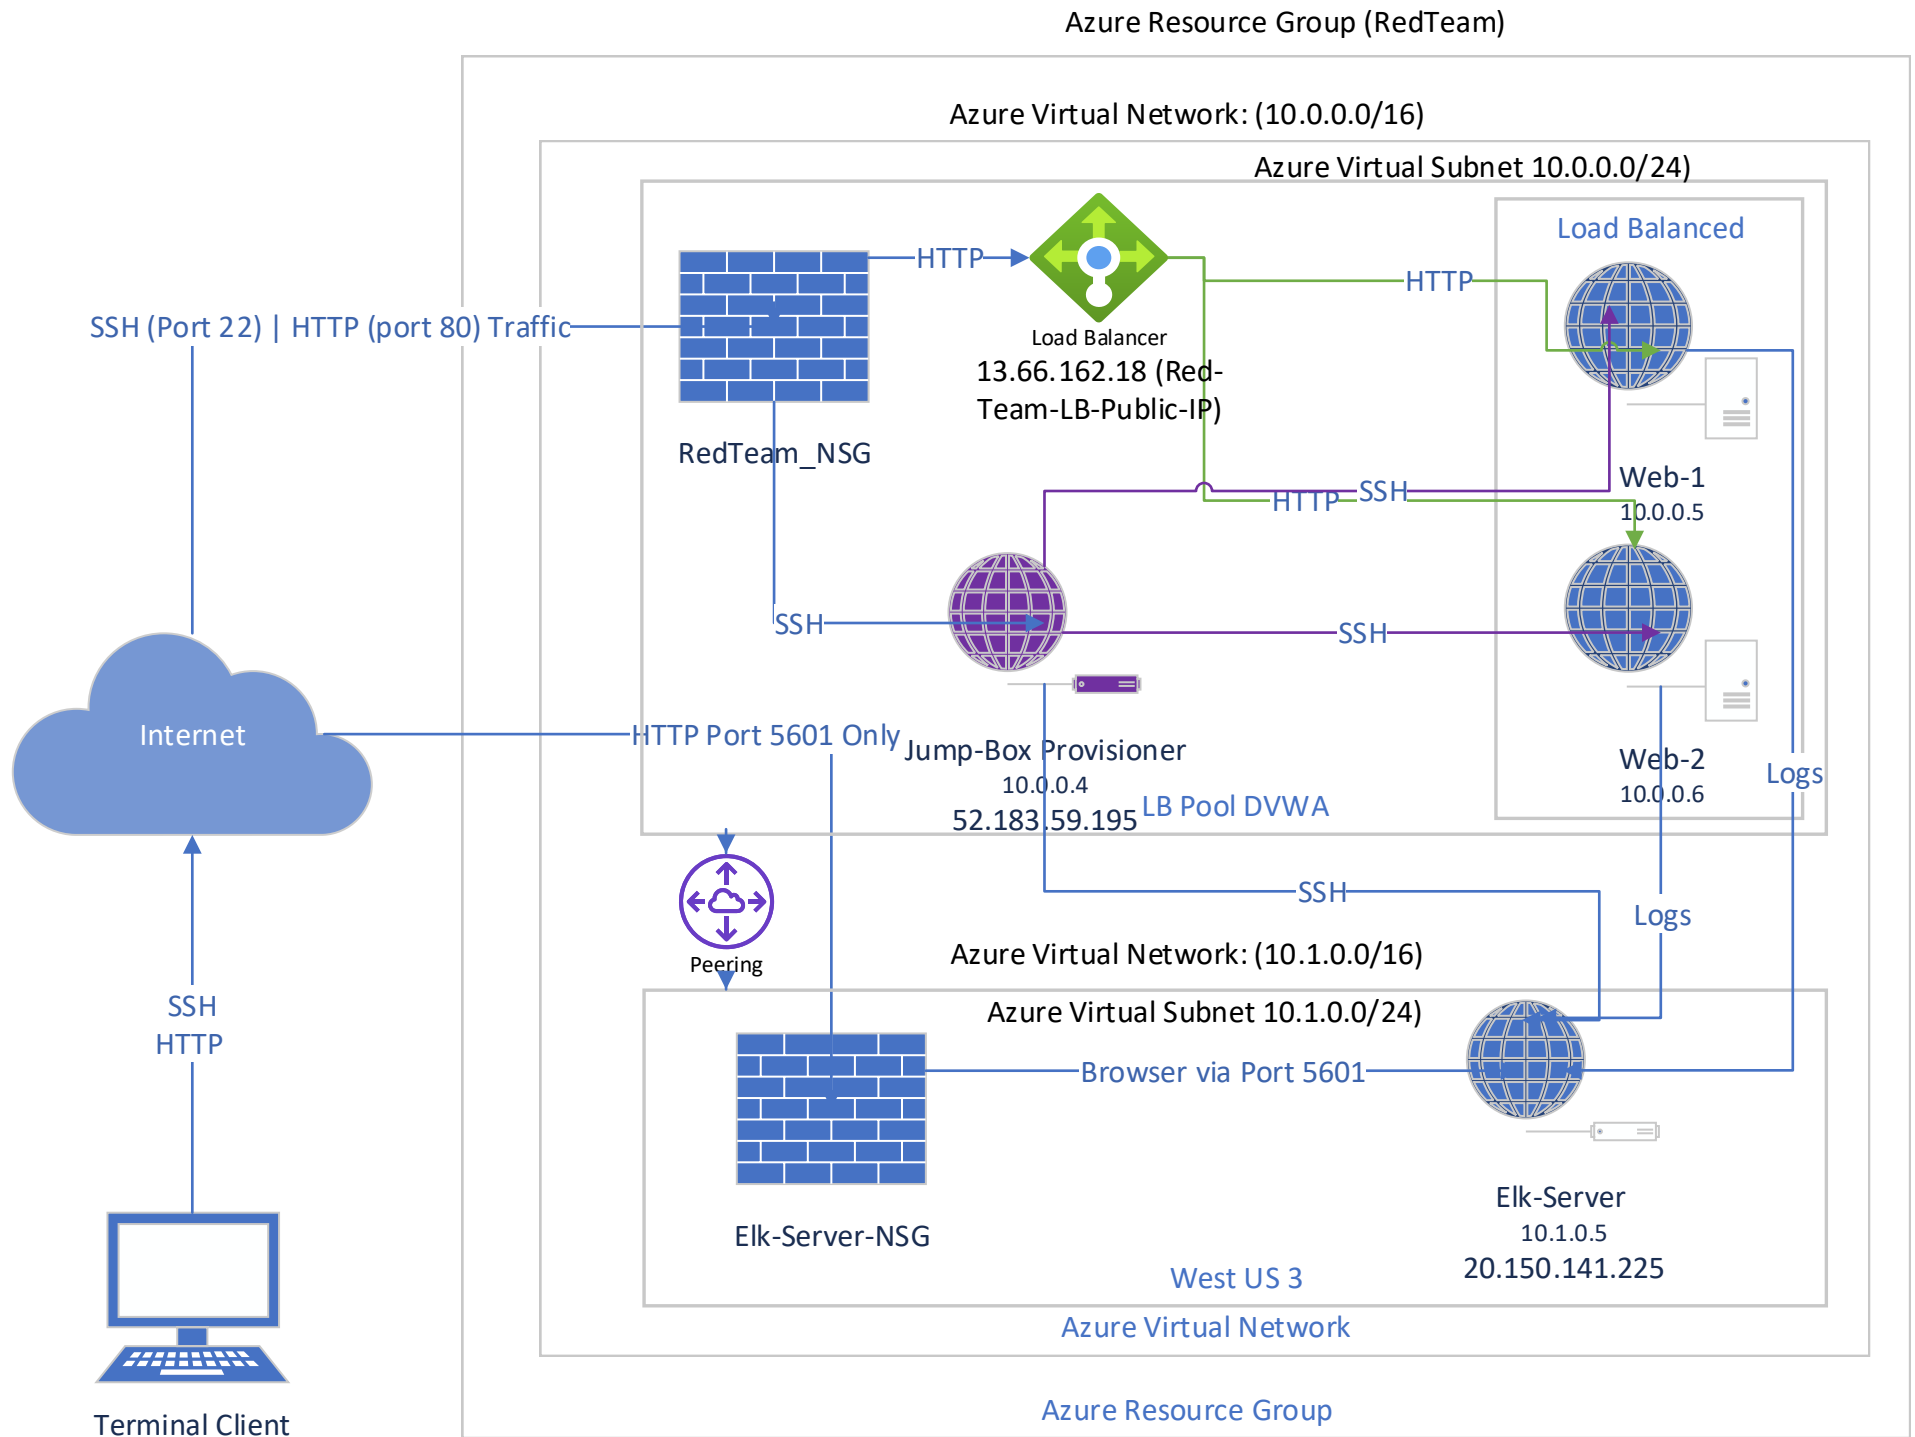 Azure Resource Group (RedTeam)
Azure Virtual Network: (10.0.0.0/16)
Azure Virtual Subnet 10.0.0.0/24)
Load Balanced
HTTP
HTTP
SSH (Port 22) | HTTP (port 80) Traffic
Load Balancer
13.66.162.18 (Red-
Team-LB-Public-IP)
RedTeam_NSG
Web-1
10.0.0.5
HTTP
SSH
SSH
SSH
Internet
HTTP Port 5601 Only
Jump-Box Provisioner
10.0.0.4
52.183.59.195
LB Pool DVWA
Web-2
10.0.0.6
Logs
SSH
Logs
Peering
Azure Virtual Network: (10.1.0.0/16)
Azure Virtual Subnet 10.1.0.0/24)
SSH
HTTP
Browser via Port 5601
Elk-Server-NSG
Elk-Server
10.1.0.5
20.150.141.225
West US 3
Azure Virtual Network
Azure Resource Group
Terminal Client